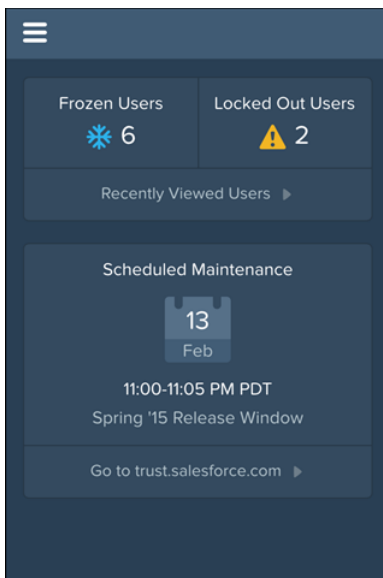 Frozen Users
6
Locked Out Users
2
Recently Viewed Users
Scheduled Maintenance
13
Feb
11:00-11:05 PM PDT
Spring '15 Release Window
Go to trust.salesforce.com